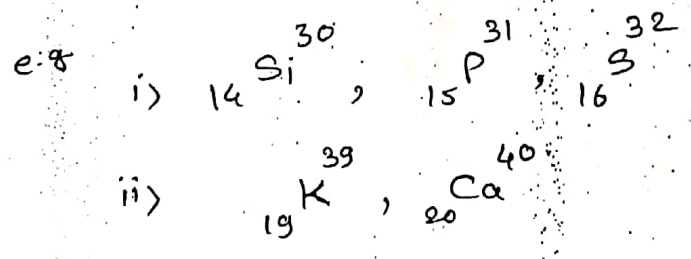 e:g i> ₁₄Si³⁰, ₁₅P³¹, ₁₆S³²
ii> ₁₉K³⁹, ₂₀Ca⁴⁰